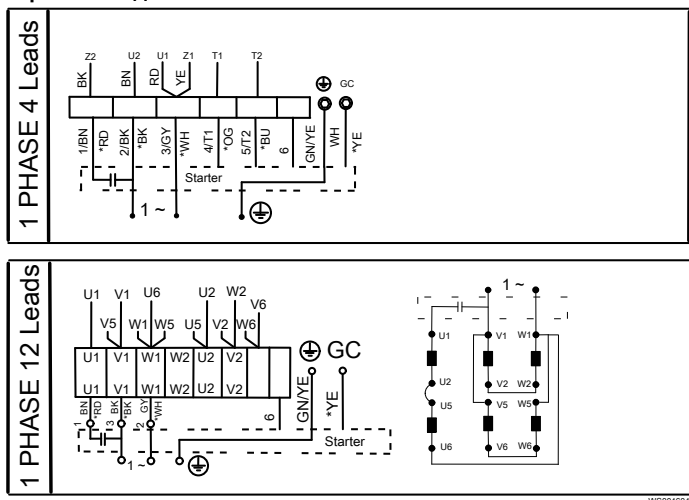 1 PHASE 4 Leads
Z2 U2 U1 Z1 T1 T2
BK BN RD YE
GC
1/BN *RD 2/BK *BK 3/GY *WH 4/T1 *OG 5/T2 *BU 6 GN/YE WH *YE
Starter
1 ~
1 PHASE 12 Leads
U1 V1 U6 U2 W2 V6
V5 W1 W5 U5 V2 W6
U1 V1 W1 W2 U2 V2
U1 V1 W1 W2 U2 V2
GC
1 BN *RD 3 BK *BK 2 GY *WH 6 GN/YE *YE
Starter
1 ~
1 ~
U1 V1 W1
U2 V2 W2
U5 V5 W5
U6 V6 W6